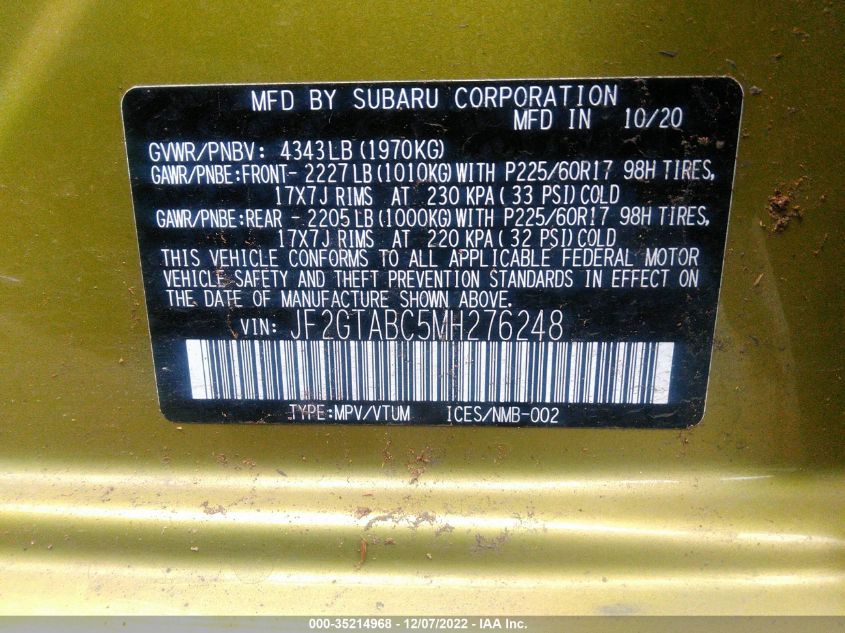 MFD BY SUBARU CORPORATION
MFD IN 10/20
GVWR/PNBV: 4343LB(1970KG)
GAWR/PNBE:FRONT- 2227LB(1010KG)WITH P225/60R17 98H TIRES,
17X7J RIMS AT 230 KPA(33 PSI)COLD
GAWR/PNBE:REAR - 2205LB(1000KG)WITH P225/60R17 98H TIRES,
17X7J RIMS AT 220 KPA(32 PSI)COLD
THIS VEHICLE CONFORMS TO ALL APPLICABLE FEDERAL MOTOR
VEHICLE SAFETY AND THEFT PREVENTION STANDARDS IN EFFECT ON
THE DATE OF MANUFACTURE SHOWN ABOVE.
VIN: JF2GTABC5MH276248
TYPE:MPV/VTUM ICES/NMB-002
000-35214968 - 12/07/2022 - IAA Inc.